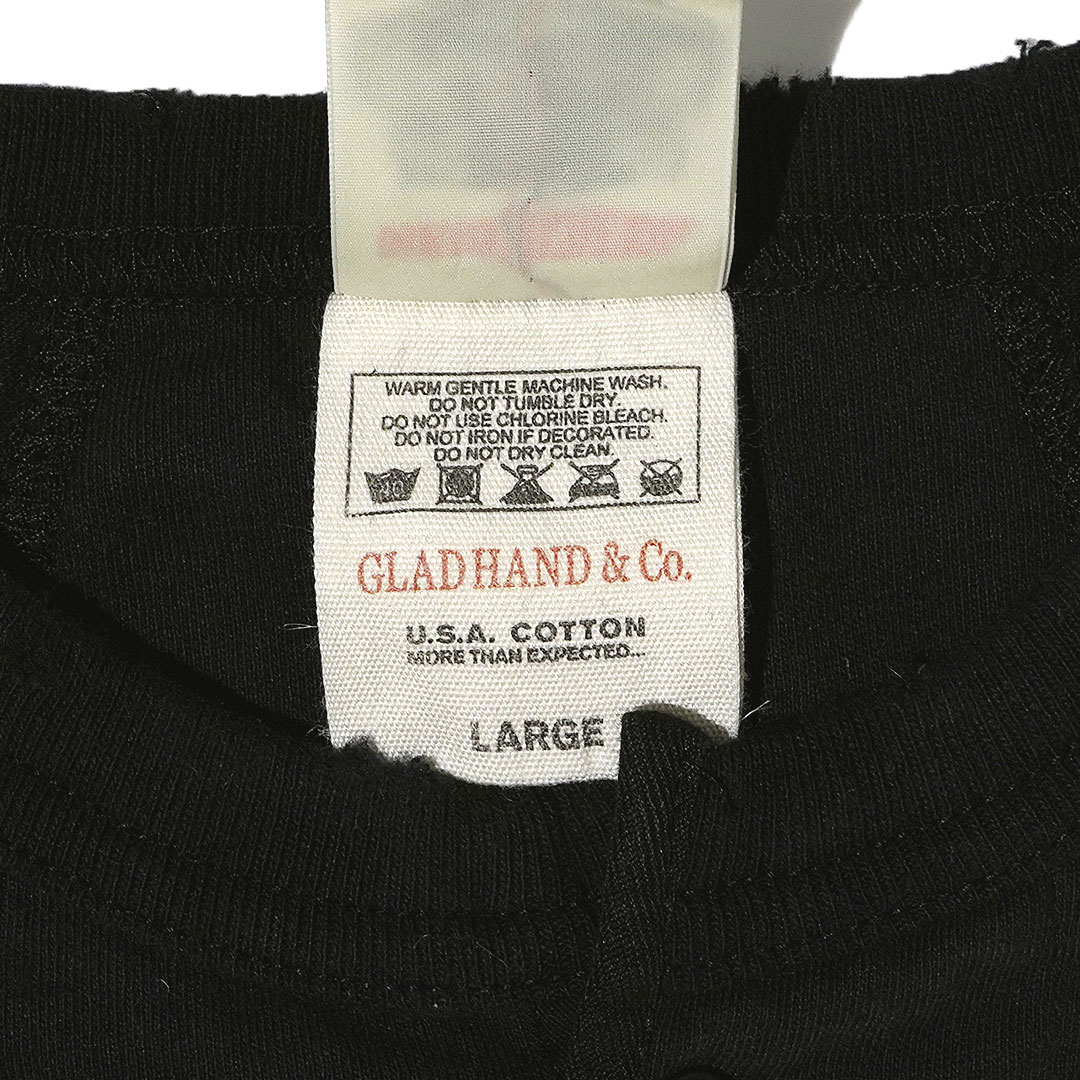 WARM GENTLE MACHINE WASH.
DO NOT TUMBLE DRY.
DO NOT USE CHLORINE BLEACH.
DO NOT IRON IF DECORATED.
DO NOT DRY CLEAN.
40
GLADHAND & Co.
U.S.A. COTTON
MORE THAN EXPECTED...
LARGE